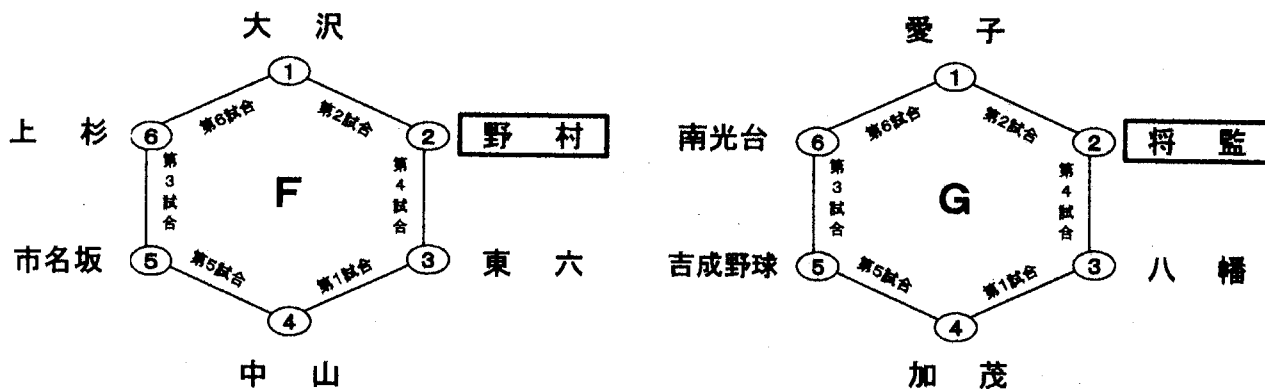 大沢
① 
第6試合 第2試合
上杉 ⑥ ② 野村
第3試合 F 第4試合
市名坂 ⑤ ③ 東六
第5試合 第1試合
④
中山
愛子
①
第6試合 第2試合
南光台 ⑥ ② 将監
第3試合 G 第4試合
吉成野球 ⑤ ③ 八幡
第5試合 第1試合
④
加茂